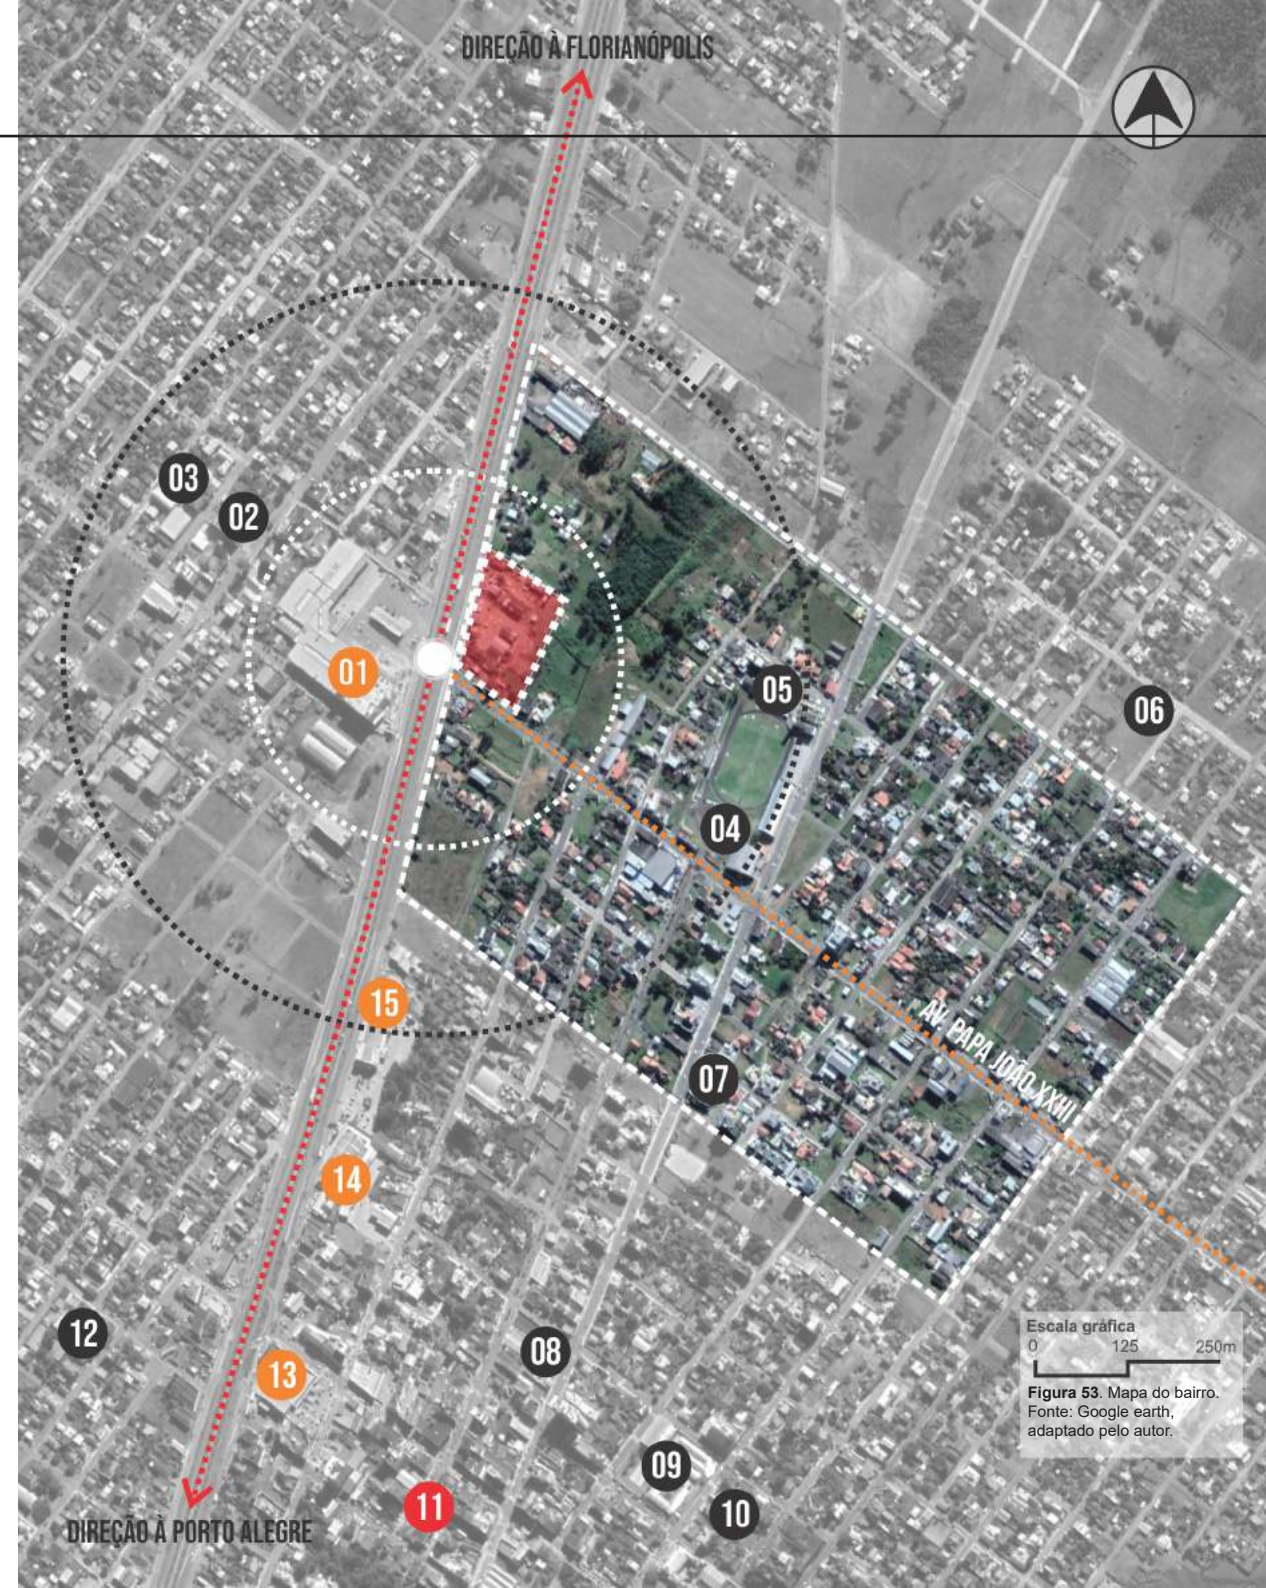 DIREÇÃO À FLORIANÓPOLIS
03
02
01
05
06
04
15
AV. PAPA JOÃO XXIII
07
14
12
08
13
Escala gráfica
0 125 250m
Figura 53. Mapa do bairro.
Fonte: Google earth,
adaptado pelo autor.
09
11
10
DIREÇÃO À PORTO ALEGRE